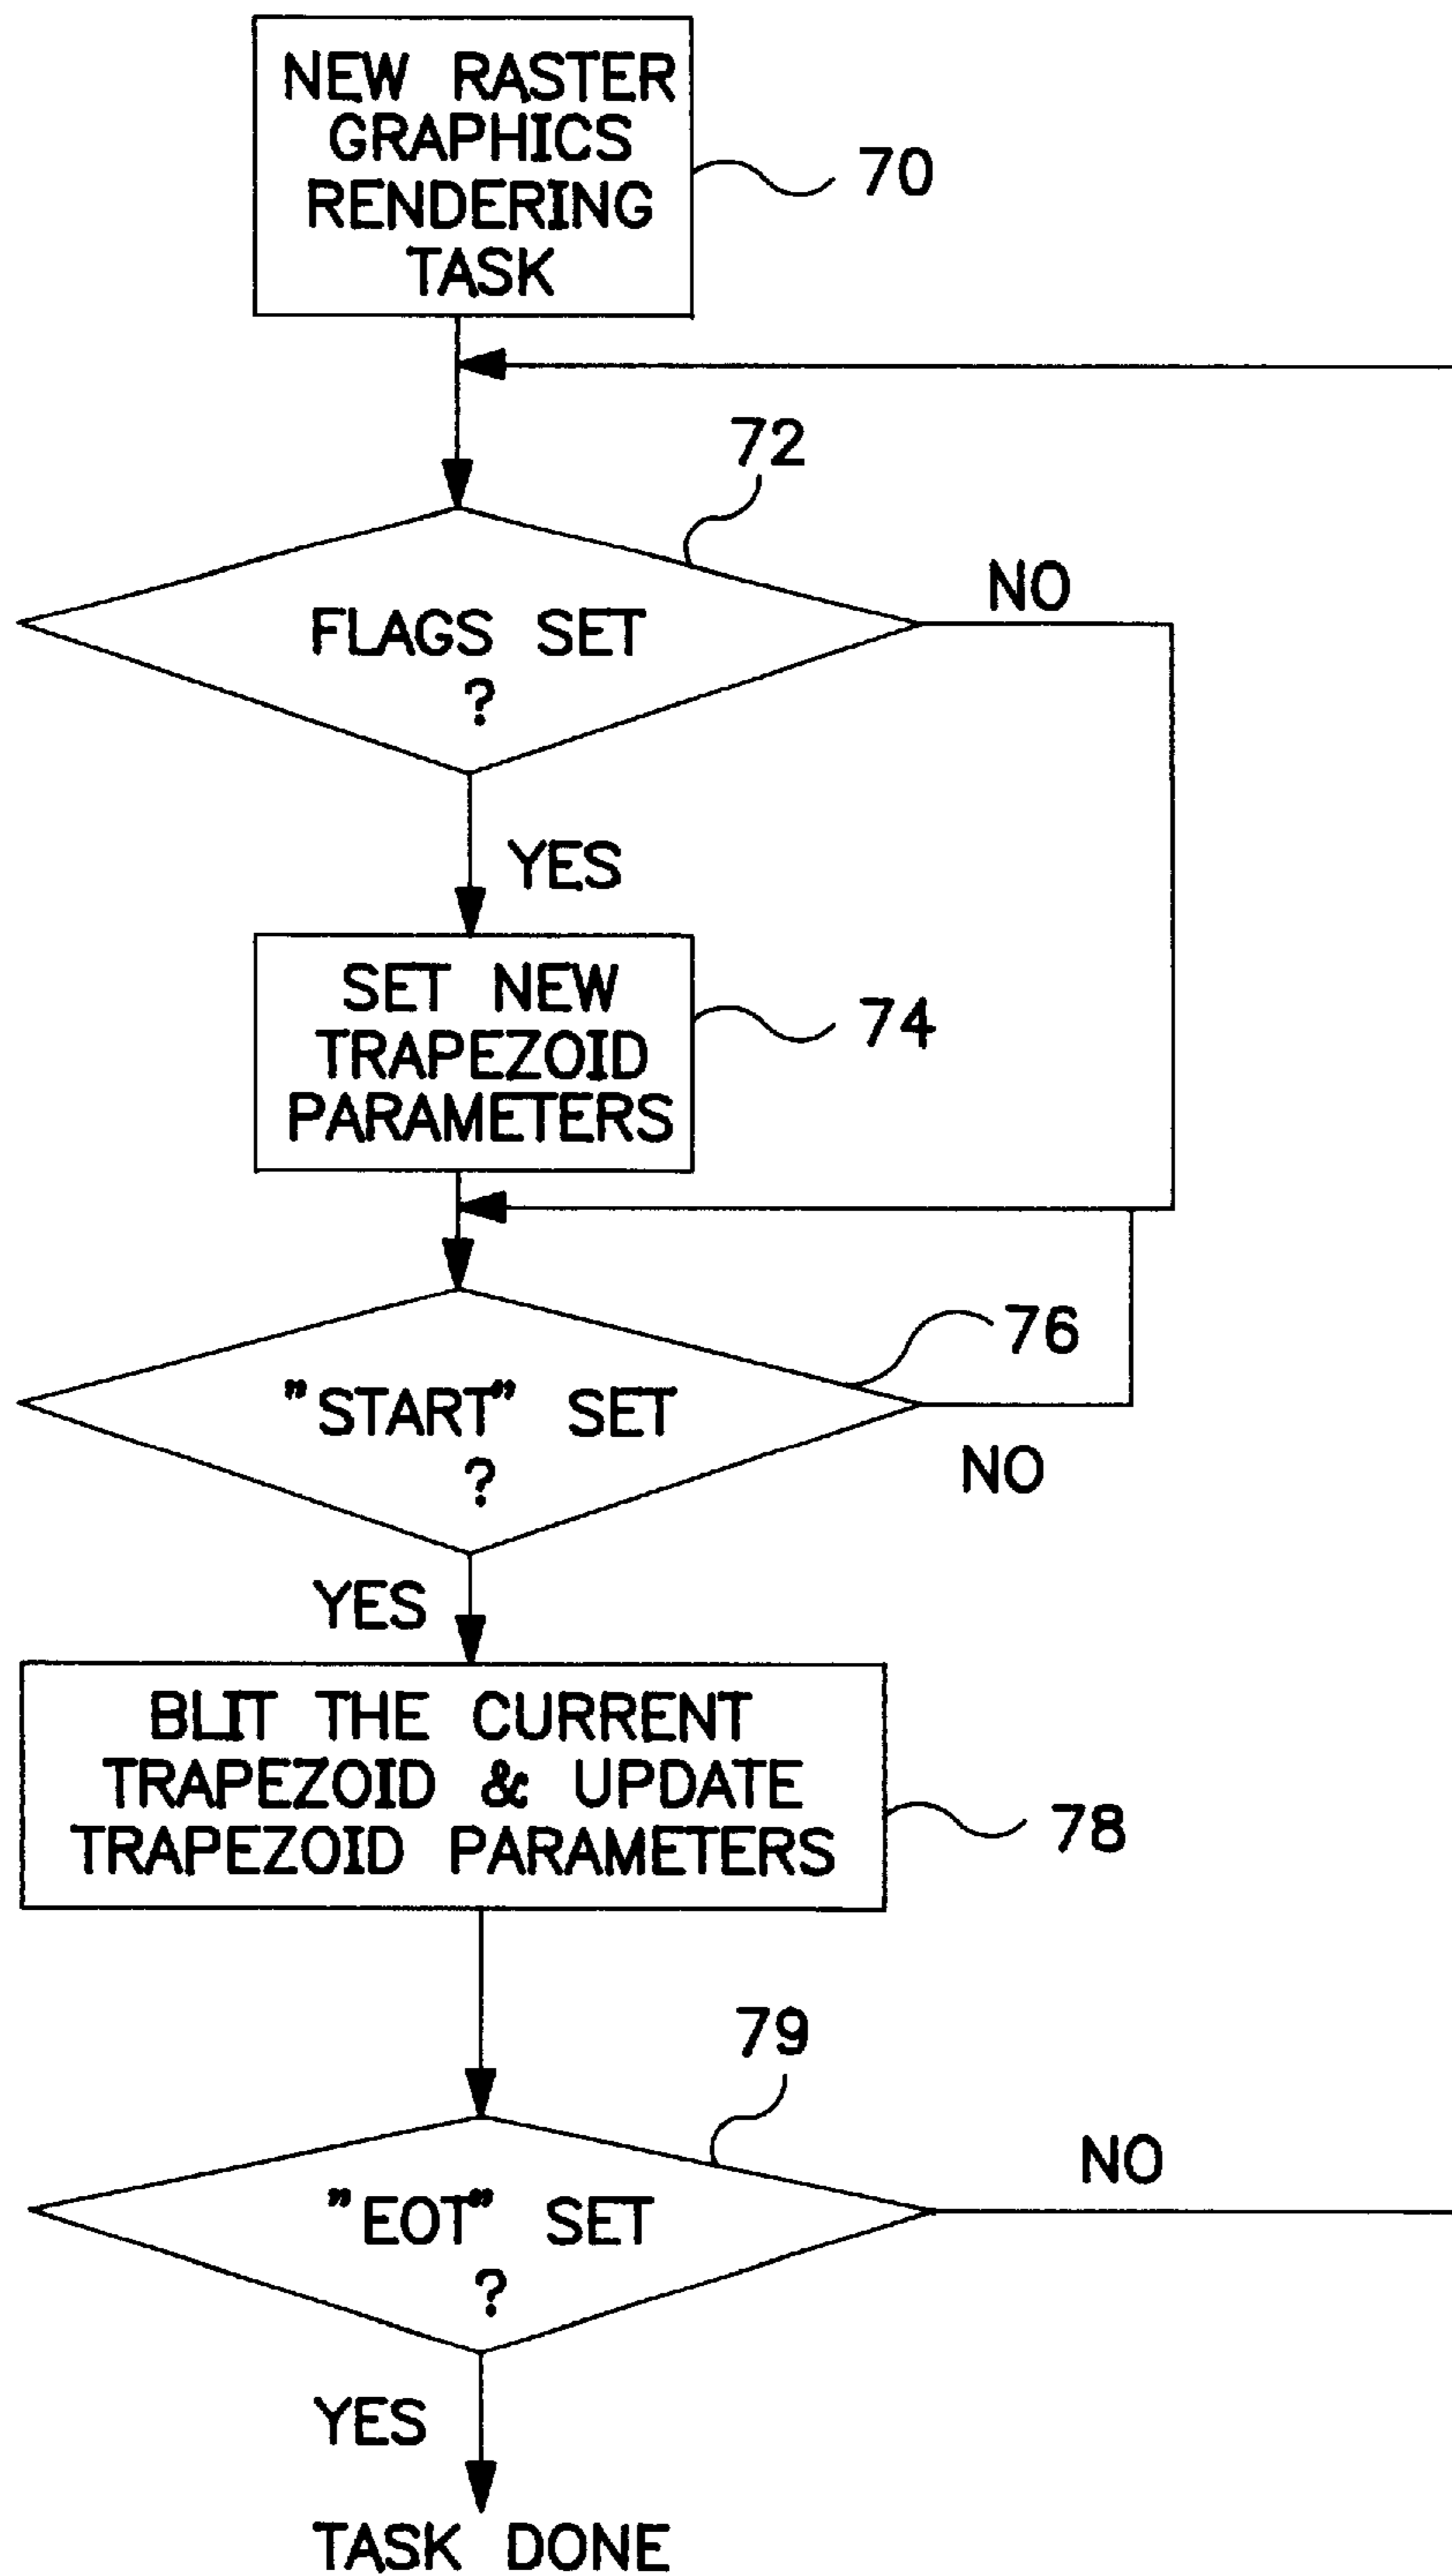 NEW RASTER
GRAPHICS
RENDERING
TASK
70
72
NO
FLAGS SET
?
YES
SET NEW
TRAPEZOID
PARAMETERS
74
76
"START" SET
?
NO
YES
BLIT THE CURRENT
TRAPEZOID & UPDATE
TRAPEZOID PARAMETERS
78
79
NO
"EOT" SET
?
YES
TASK DONE